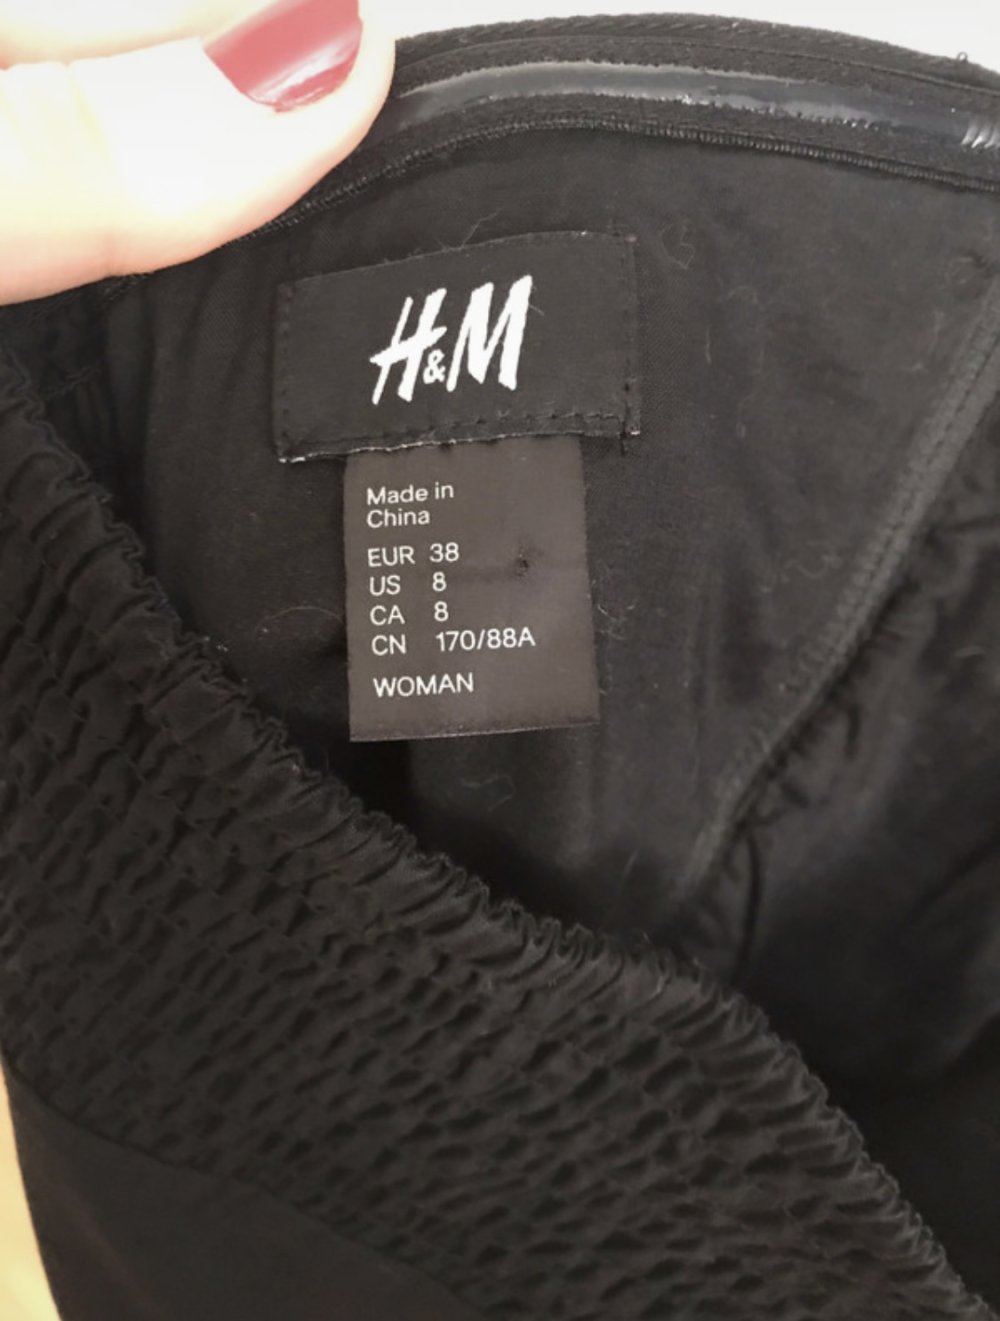 H&M
Made in
China
EUR 38
US 8
CA 8
CN 170/88A
WOMAN